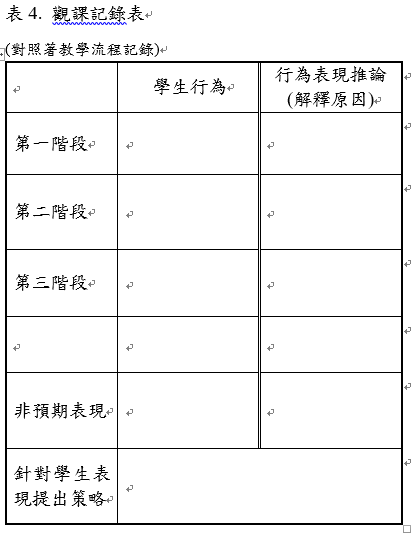 表 4. 觀課記錄表
(對照著教學流程記錄)
學生行為
行為表現推論
(解釋原因)
第一階段
第二階段
第三階段
非預期表現
針對學生表
現提出策略